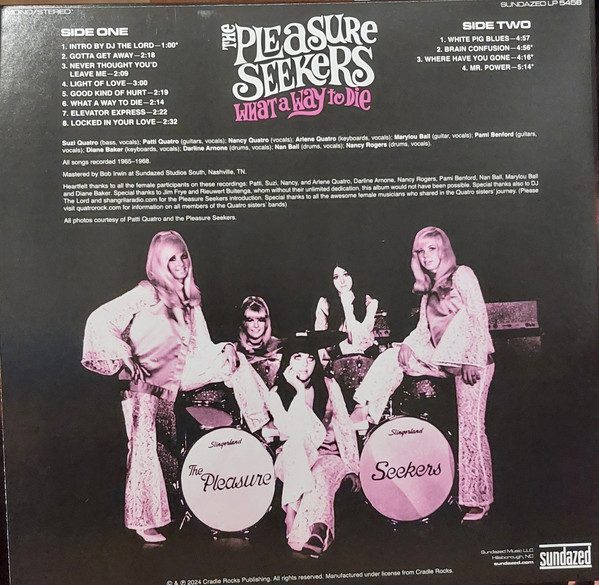 MONO/STEREO:
SUNDAZED LP 5458
SIDE ONE
1. INTRO BY DJ THE LORD—1:00*
2. GOTTA GET AWAY—2:18
3. NEVER THOUGHT YOU'D
LEAVE ME—2:09
4. LIGHT OF LOVE—3:00
5. GOOD KIND OF HURT—2:19
6. WHAT A WAY TO DIE—2:14
7. ELEVATOR EXPRESS—2:22
8. LOCKED IN YOUR LOVE—2:32
THE PLEASURE
SEEKERS
What a Way to Die
SIDE TWO
1. WHITE PIG BLUES—4:57
2. BRAIN CONFUSION—4:56*
3. WHERE HAVE YOU GONE—4:16*
4. MR. POWER—5:14*
Suzi Quatro (bass, vocals); Patti Quatro (guitars, vocals); Nancy Quatro (vocals); Arlene Quatro (keyboards, vocals); Marylou Ball (guitar, vocals); Pami Benford (guitars,
vocals); Diane Baker (keyboards, vocals); Darlina Arnone (drums, vocals); Nan Ball (drums, vocals); Nancy Rogers (drums, vocals).
All songs recorded 1965–1968.
Mastered by Bob Irwin at Sundazed Studios South, Nashville, TN.
Heartfelt thanks to all the female participants on these recordings: Patti, Suzi, Nancy, and Arlene Quatro, Darline Arnone, Nancy Rogers, Pami Benford, Nan Ball, Marylou Ball
and Diane Baker. Special thanks to Jim Frye and Rieuwert Buitenga, whom without their unlimited dedication, this album would not have been possible. Special thanks also to DJ
The Lord and shangrilaradio.com for the Pleasure Seekers introduction. Special thanks to all the awesome female musicians who shared in the Quatro sisters' journey. (Please
visit quatrorock.com for information on all members of the Quatro sisters' bands)
All photos courtesy of Patti Quatro and the Pleasure Seekers.
Slingerland
The Pleasure
Slingerland
Seekers
Sundazed Music LLC
Hillsborough, NC
sundazed.com
sundazed
© & ℗ 2024 Cradle Rocks Publishing. All rights reserved. Manufactured under license from Cradle Rocks.